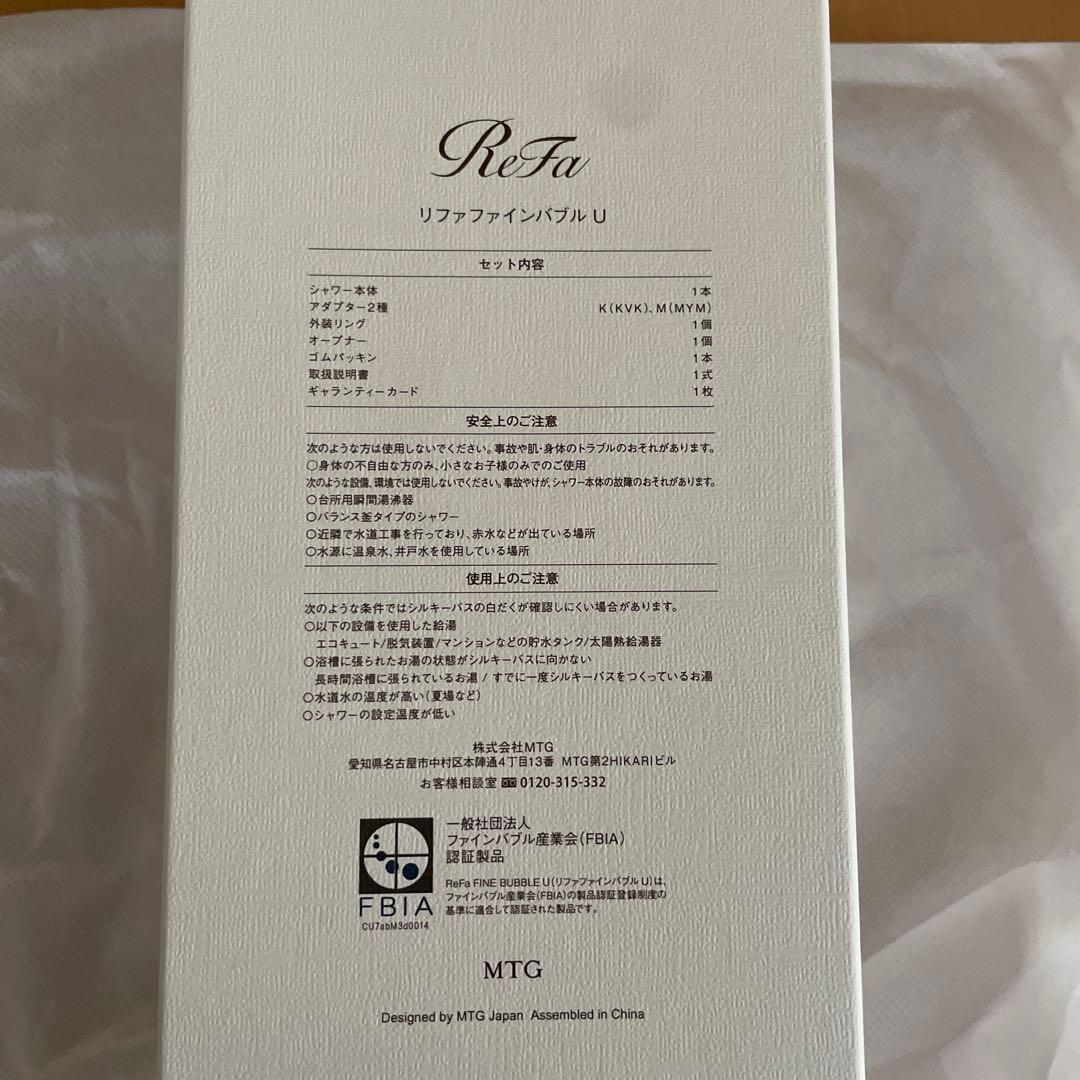 ReFa
リファファインバブル U
セット内容
シャワー本体 1本
アダプター2種 K(KVK)、M(MYM)
外装リング 1個
オープナー 1個
ゴムパッキン 1本
取扱説明書 1式
ギャランティーカード 1枚
安全上のご注意
次のような方は使用しないでください。事故や肌・身体のトラブルのおそれがあります。
○身体の不自由な方のみ、小さなお子様のみでのご使用
次のような設備、環境では使用しないでください。事故やけが、シャワー本体の故障のおそれがあります。
○台所用瞬間湯沸器
○バランス釜タイプのシャワー
○近隣で水道工事を行っており、赤水などが出ている場所
○水源に温泉水、井戸水を使用している場所
使用上のご注意
次のような条件ではシルキーバスの白だくが確認しにくい場合があります。
○以下の設備を使用した給湯
エコキュート/脱気装置/マンションなどの貯水タンク/太陽熱給湯器
○浴槽に張られたお湯の状態がシルキーバスに向かない
長時間浴槽に張られているお湯 / すでに一度シルキーバスをつくっているお湯
○水道水の温度が高い(夏場など)
○シャワーの設定温度が低い
株式会社MTG
愛知県名古屋市中村区本陣通4丁目13番 MTG第2HIKARIビル
お客様相談室 0120-315-332
一般社団法人
ファインバブル産業会(FBIA)
認証製品
ReFa FINE BUBBLE U(リファファインバブル U)は、
ファインバブル産業会(FBIA)の製品認証登録制度の
基準に適合して認証された製品です。
FBIA
CU7abM3d0014
MTG
Designed by MTG Japan Assembled in China